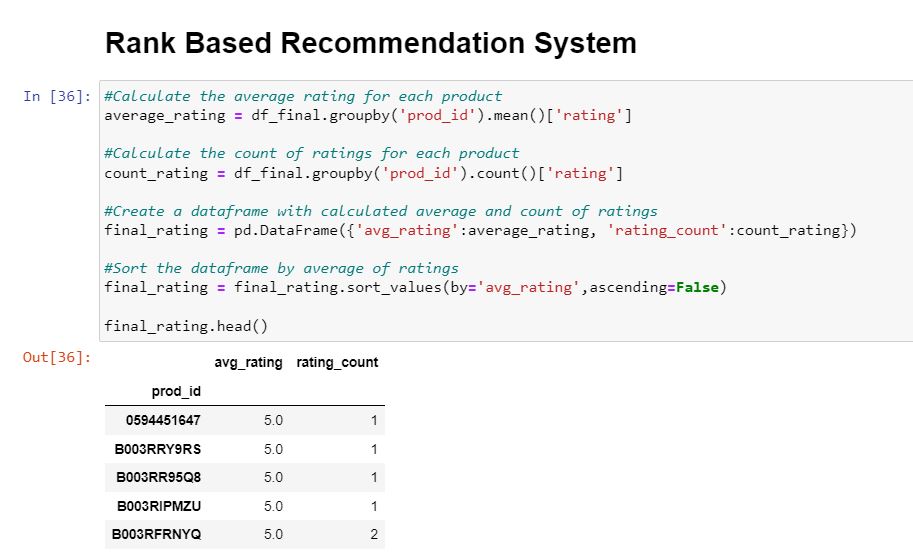 Rank Based Recommendation System
In [36]: #Calculate the average rating for each product
average_rating = df_final.groupby('prod_id').mean()['rating']
#Calculate the count of ratings for each product
count_rating = df_final.groupby('prod_id').count()['rating']
#Create a dataframe with calculated average and count of ratings
final_rating = pd.DataFrame({'avg_rating':average_rating, 'rating_count':count_rating})
#Sort the dataframe by average of ratings
final_rating = final_rating.sort_values(by='avg_rating',ascending=False)
final_rating.head()
Out[36]:
avg_rating rating_count
prod_id
0594451647 5.0 1
B003RRY9RS 5.0 1
B003RR95Q8 5.0 1
B003RIPMZU 5.0 1
B003RFRNYQ 5.0 2